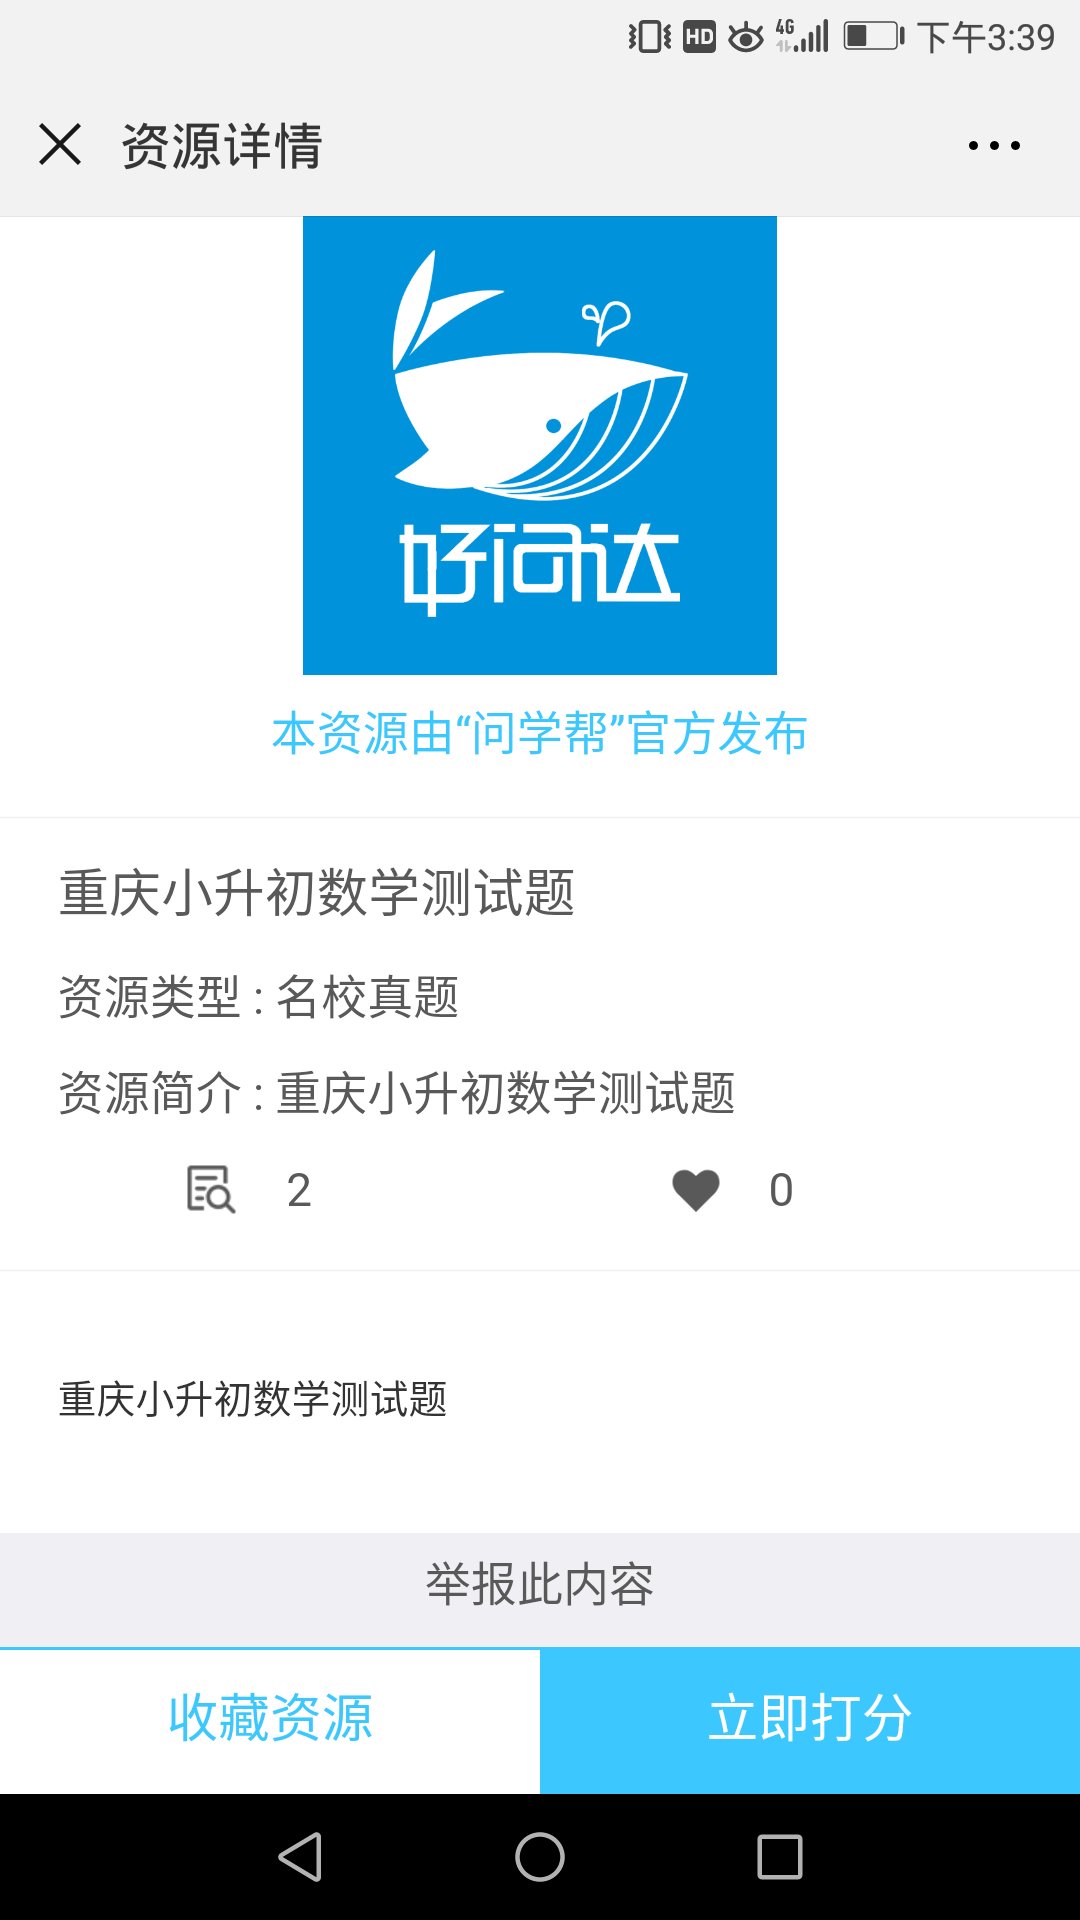 HD 4G 下午3:39
资源详情
好问达
本资源由“问学帮”官方发布
重庆小升初数学测试题
资源类型 : 名校真题
资源简介 : 重庆小升初数学测试题
2 0
重庆小升初数学测试题
举报此内容
收藏资源 立即打分